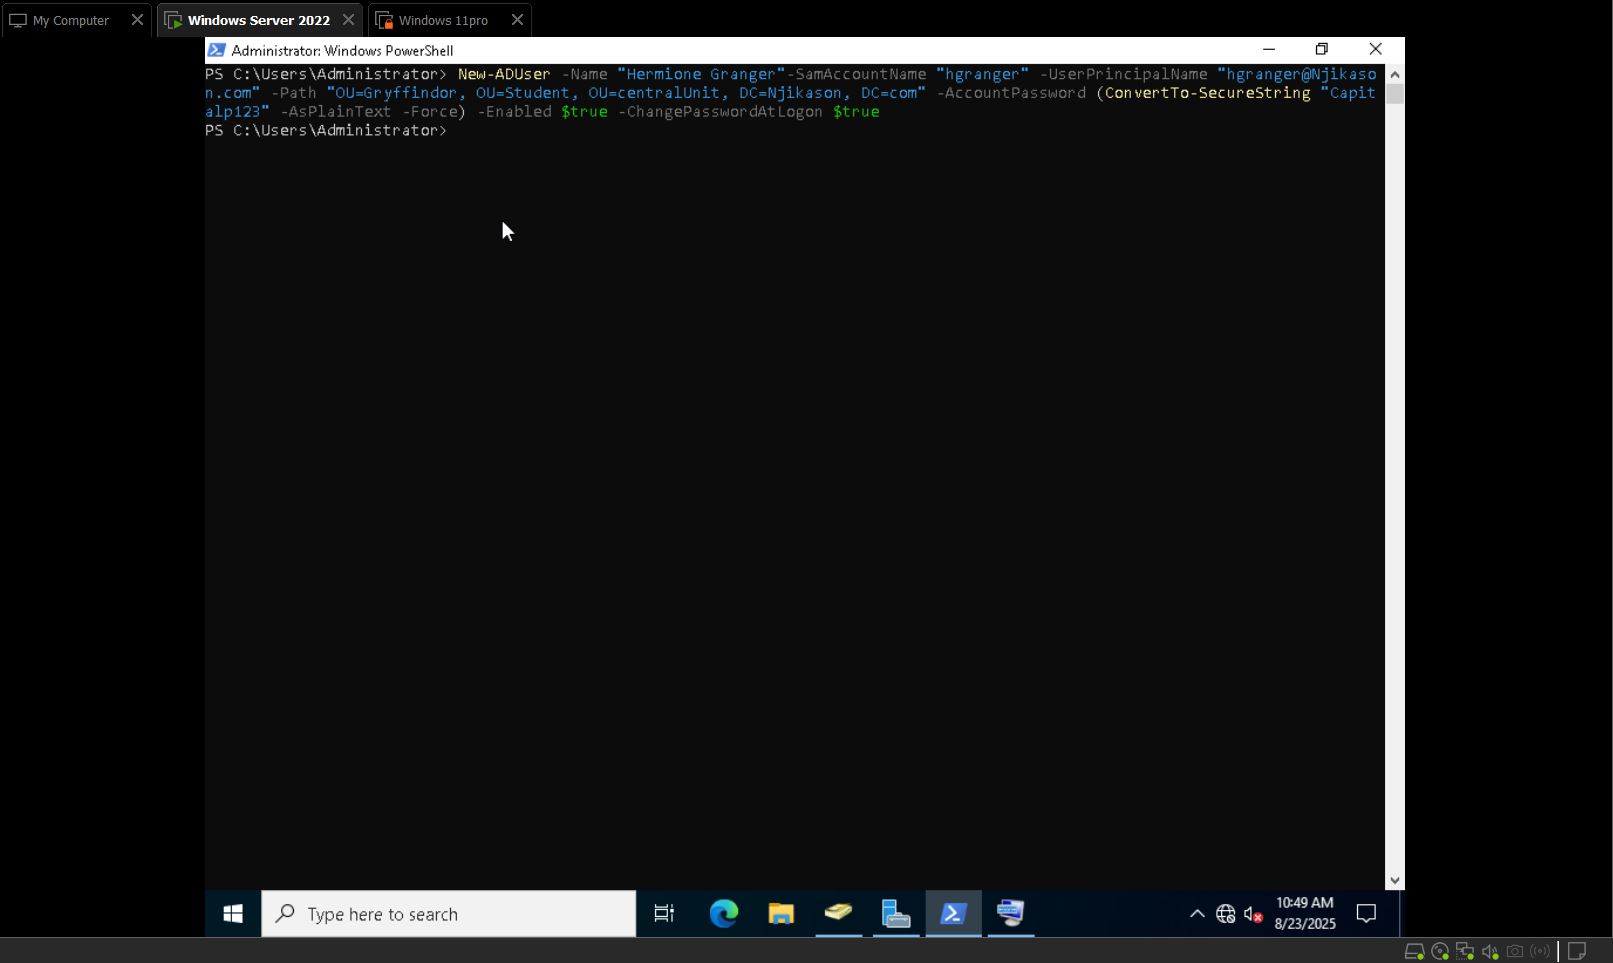 My Computer
Windows Server 2022
Windows 11pro
Administrator: Windows PowerShell
PS C:\Users\Administrator> New-ADUser -Name "Hermione Granger"-SamAccountName "hgranger" -UserPrincipalName "hgranger@Njikaso
n.com" -Path "OU=Gryffindor, OU=Student, OU=centralUnit, DC=Njikason, DC=com" -AccountPassword (ConvertTo-SecureString "Capit
alp123" -AsPlainText -Force) -Enabled $true -ChangePasswordAtLogon $true
PS C:\Users\Administrator>
Type here to search
10:49 AM
8/23/2025